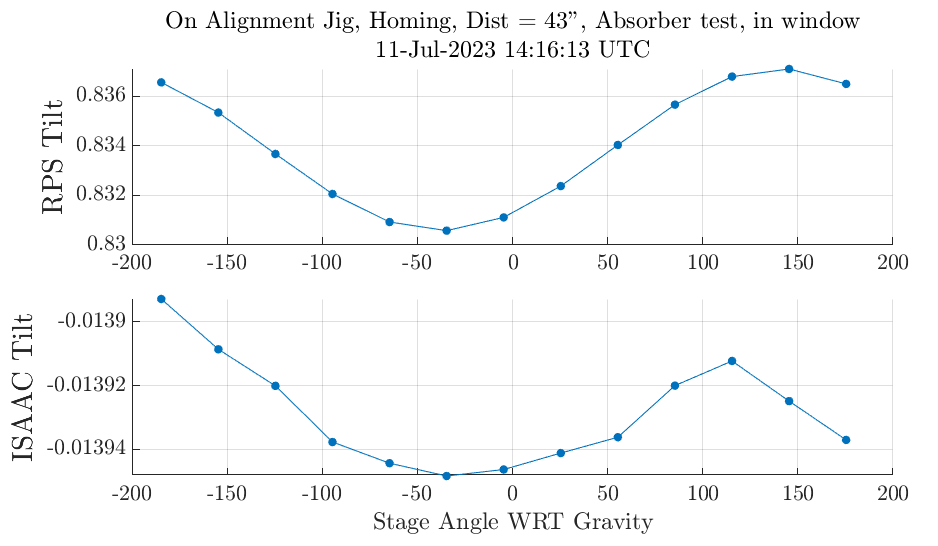 On Alignment Jig, Homing, Dist = 43”, Absorber test, in window
11-Jul-2023 14:16:13 UTC
RPS Tilt
0.836
0.834
0.832
0.83
-200 -150 -100 -50 0 50 100 150 200
ISAAC Tilt
-0.0139
-0.01392
-0.01394
-200 -150 -100 -50 0 50 100 150 200
Stage Angle WRT Gravity